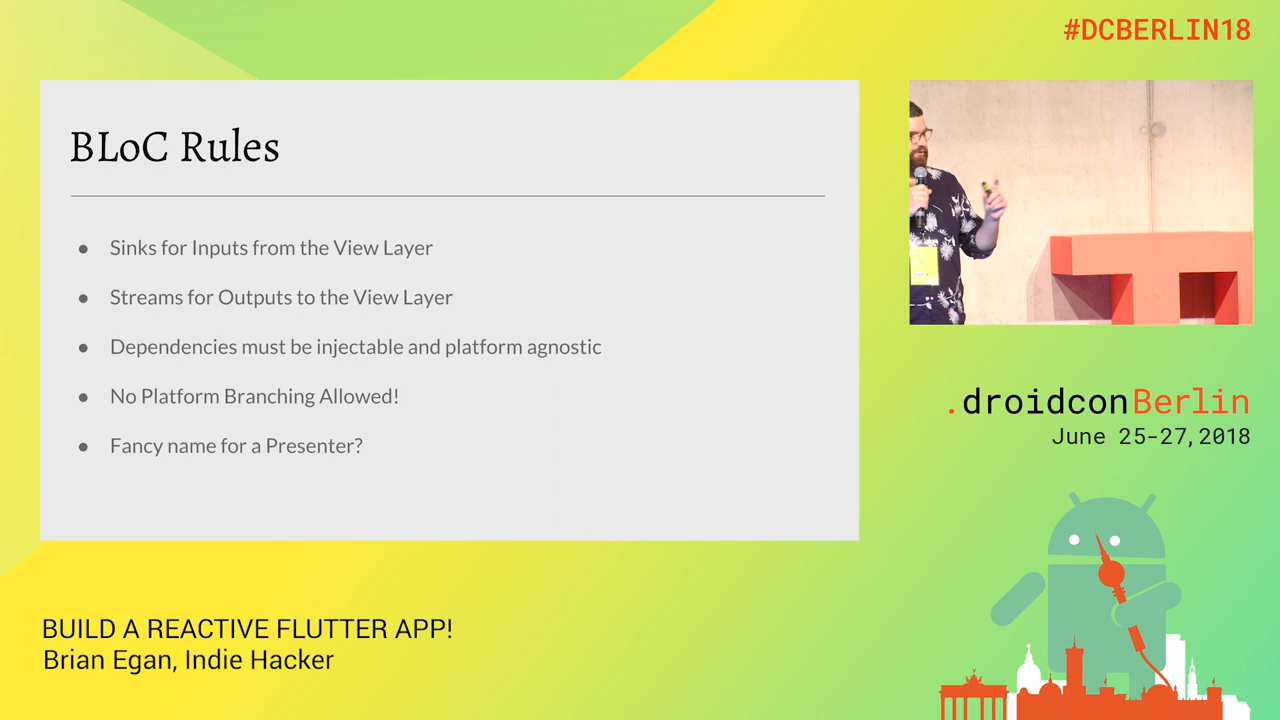 #DCBERLIN18
BLoC Rules
● Sinks for Inputs from the View Layer
● Streams for Outputs to the View Layer
● Dependencies must be injectable and platform agnostic
● No Platform Branching Allowed!
● Fancy name for a Presenter?
.droidconBerlin
June 25-27, 2018
BUILD A REACTIVE FLUTTER APP!
Brian Egan, Indie Hacker